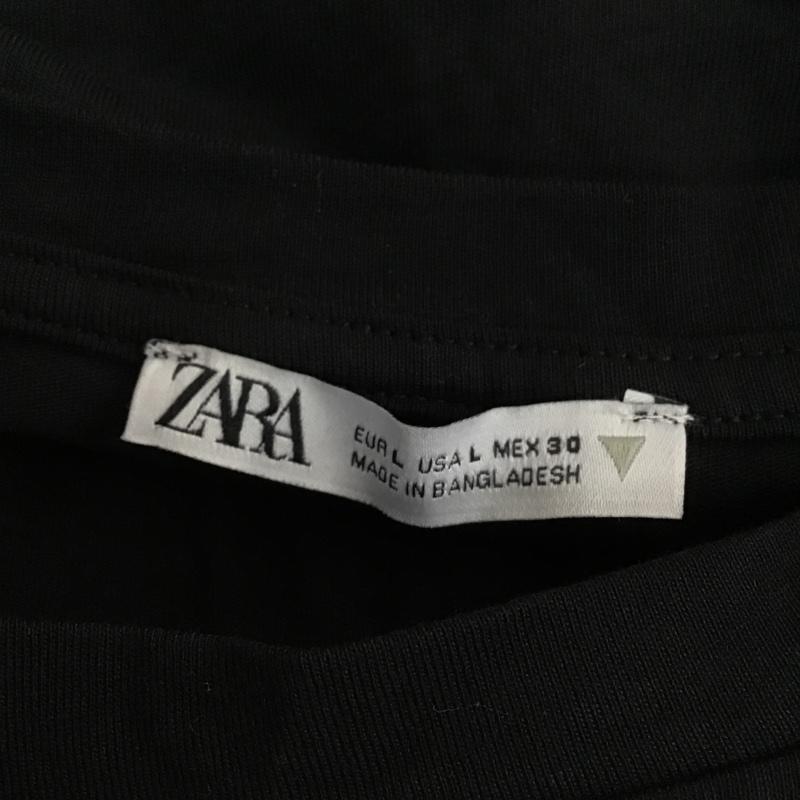 ZARA
EUR L USA L MEX 30
MADE IN BANGLADESH